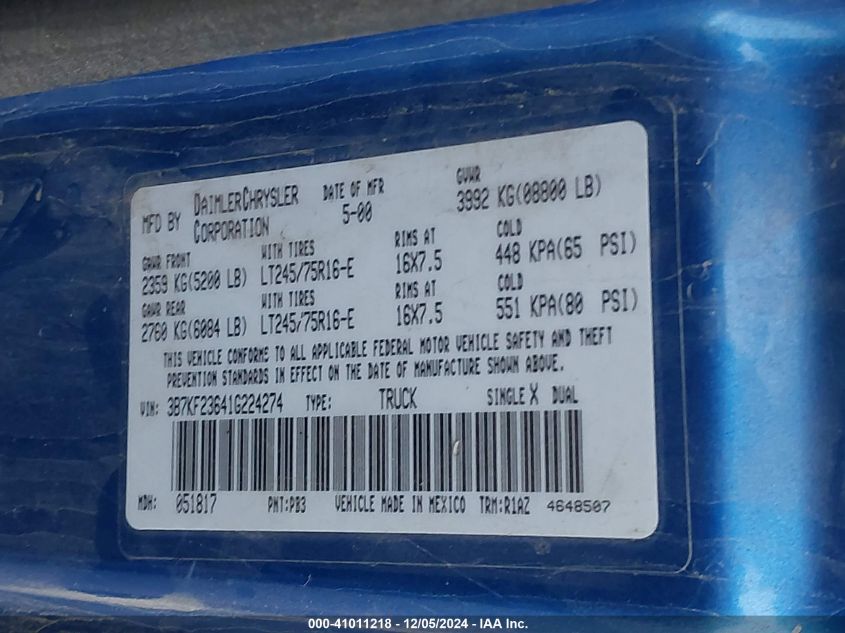 MFD BY DAIMLERCHRYSLER CORPORATION DATE OF MFR 5-00 GVWR 3992 KG(08800 LB)
GAWR FRONT WITH TIRES RIMS AT COLD
2359 KG(5200 LB) LT245/75R16-E 16X7.5 448 KPA(65 PSI)
GAWR REAR WITH TIRES RIMS AT COLD
2760 KG(6084 LB) LT245/75R16-E 16X7.5 551 KPA(80 PSI)
THIS VEHICLE CONFORMS TO ALL APPLICABLE FEDERAL MOTOR VEHICLE SAFETY AND THEFT
PREVENTION STANDARDS IN EFFECT ON THE DATE OF MANUFACTURE SHOWN ABOVE.
VIN: 3B7KF23641G224274 TYPE: TRUCK SINGLE X DUAL
MDH: 051817 PNT:PB3 VEHICLE MADE IN MEXICO TRM:R1AZ 4648507
000-41011218 - 12/05/2024 - IAA Inc.